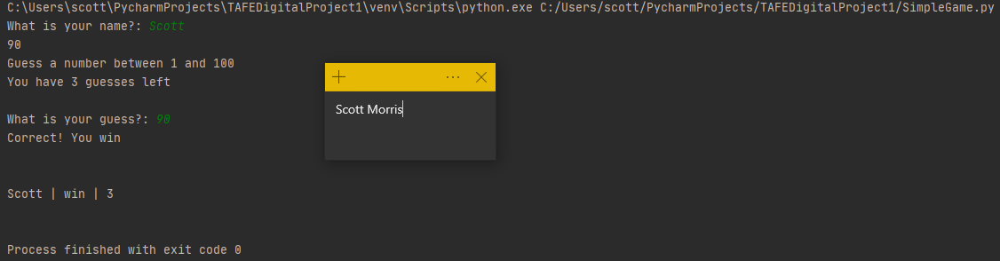 C:\Users\scott\PycharmProjects\TAFEDigitalProject1\venv\Scripts\python.exe C:/Users/scott/PycharmProjects/TAFEDigitalProject1/SimpleGame.py
What is your name?: Scott
90
Guess a number between 1 and 100
You have 3 guesses left
What is your guess?: 90
Correct! You win
Scott | win | 3
Process finished with exit code 0
Scott Morris